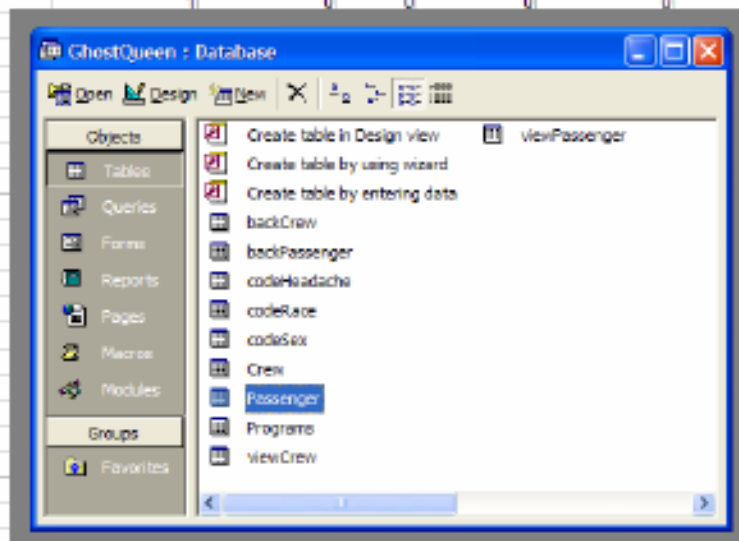 GhostQueen : Database
Open Design New
Objects
Tables
Queries
Forms
Reports
Pages
Macros
Modules
Groups
Favorites
Create table in Design view
Create table by using wizard
Create table by entering data
backCrew
backPassenger
codeHeadache
codeRace
codeSex
Crew
Passenger
Programs
viewCrew
viewPassenger